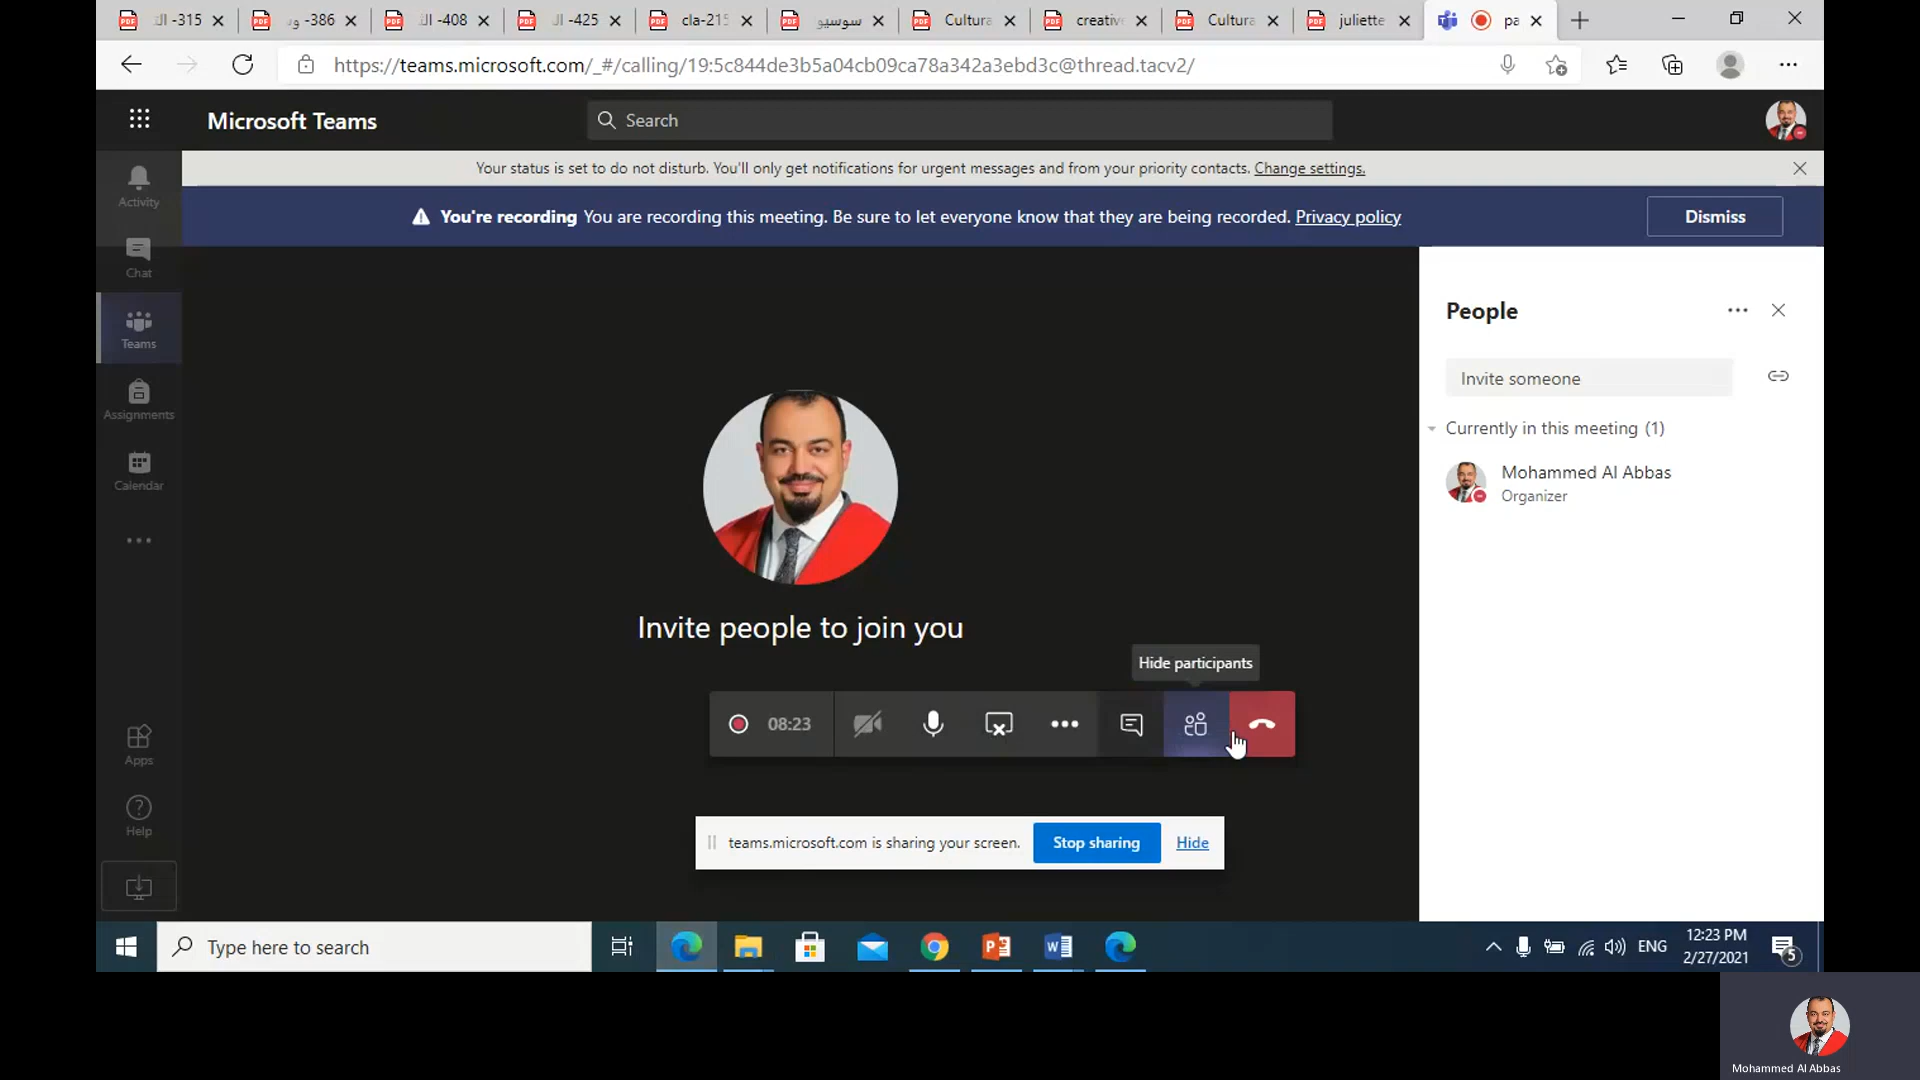 -315 ال
-386 وس
-408 ال
-425 ال
cla-215
سوسيو
Cultura
creative
Cultura
juliette
pa
https://teams.microsoft.com/_#/calling/19:5c844de3b5a04cb09ca78a342a3ebd3c@thread.tacv2/
Microsoft Teams
Search
Your status is set to do not disturb. You'll only get notifications for urgent messages and from your priority contacts. Change settings.
Activity
You're recording You are recording this meeting. Be sure to let everyone know that they are being recorded. Privacy policy
Dismiss
Chat
Teams
Assignments
Calendar
Apps
Help
People
Invite someone
Currently in this meeting (1)
Mohammed Al Abbas
Organizer
Invite people to join you
Hide participants
08:23
teams.microsoft.com is sharing your screen.
Stop sharing
Hide
Type here to search
ENG
12:23 PM
2/27/2021
5
Mohammed Al Abbas